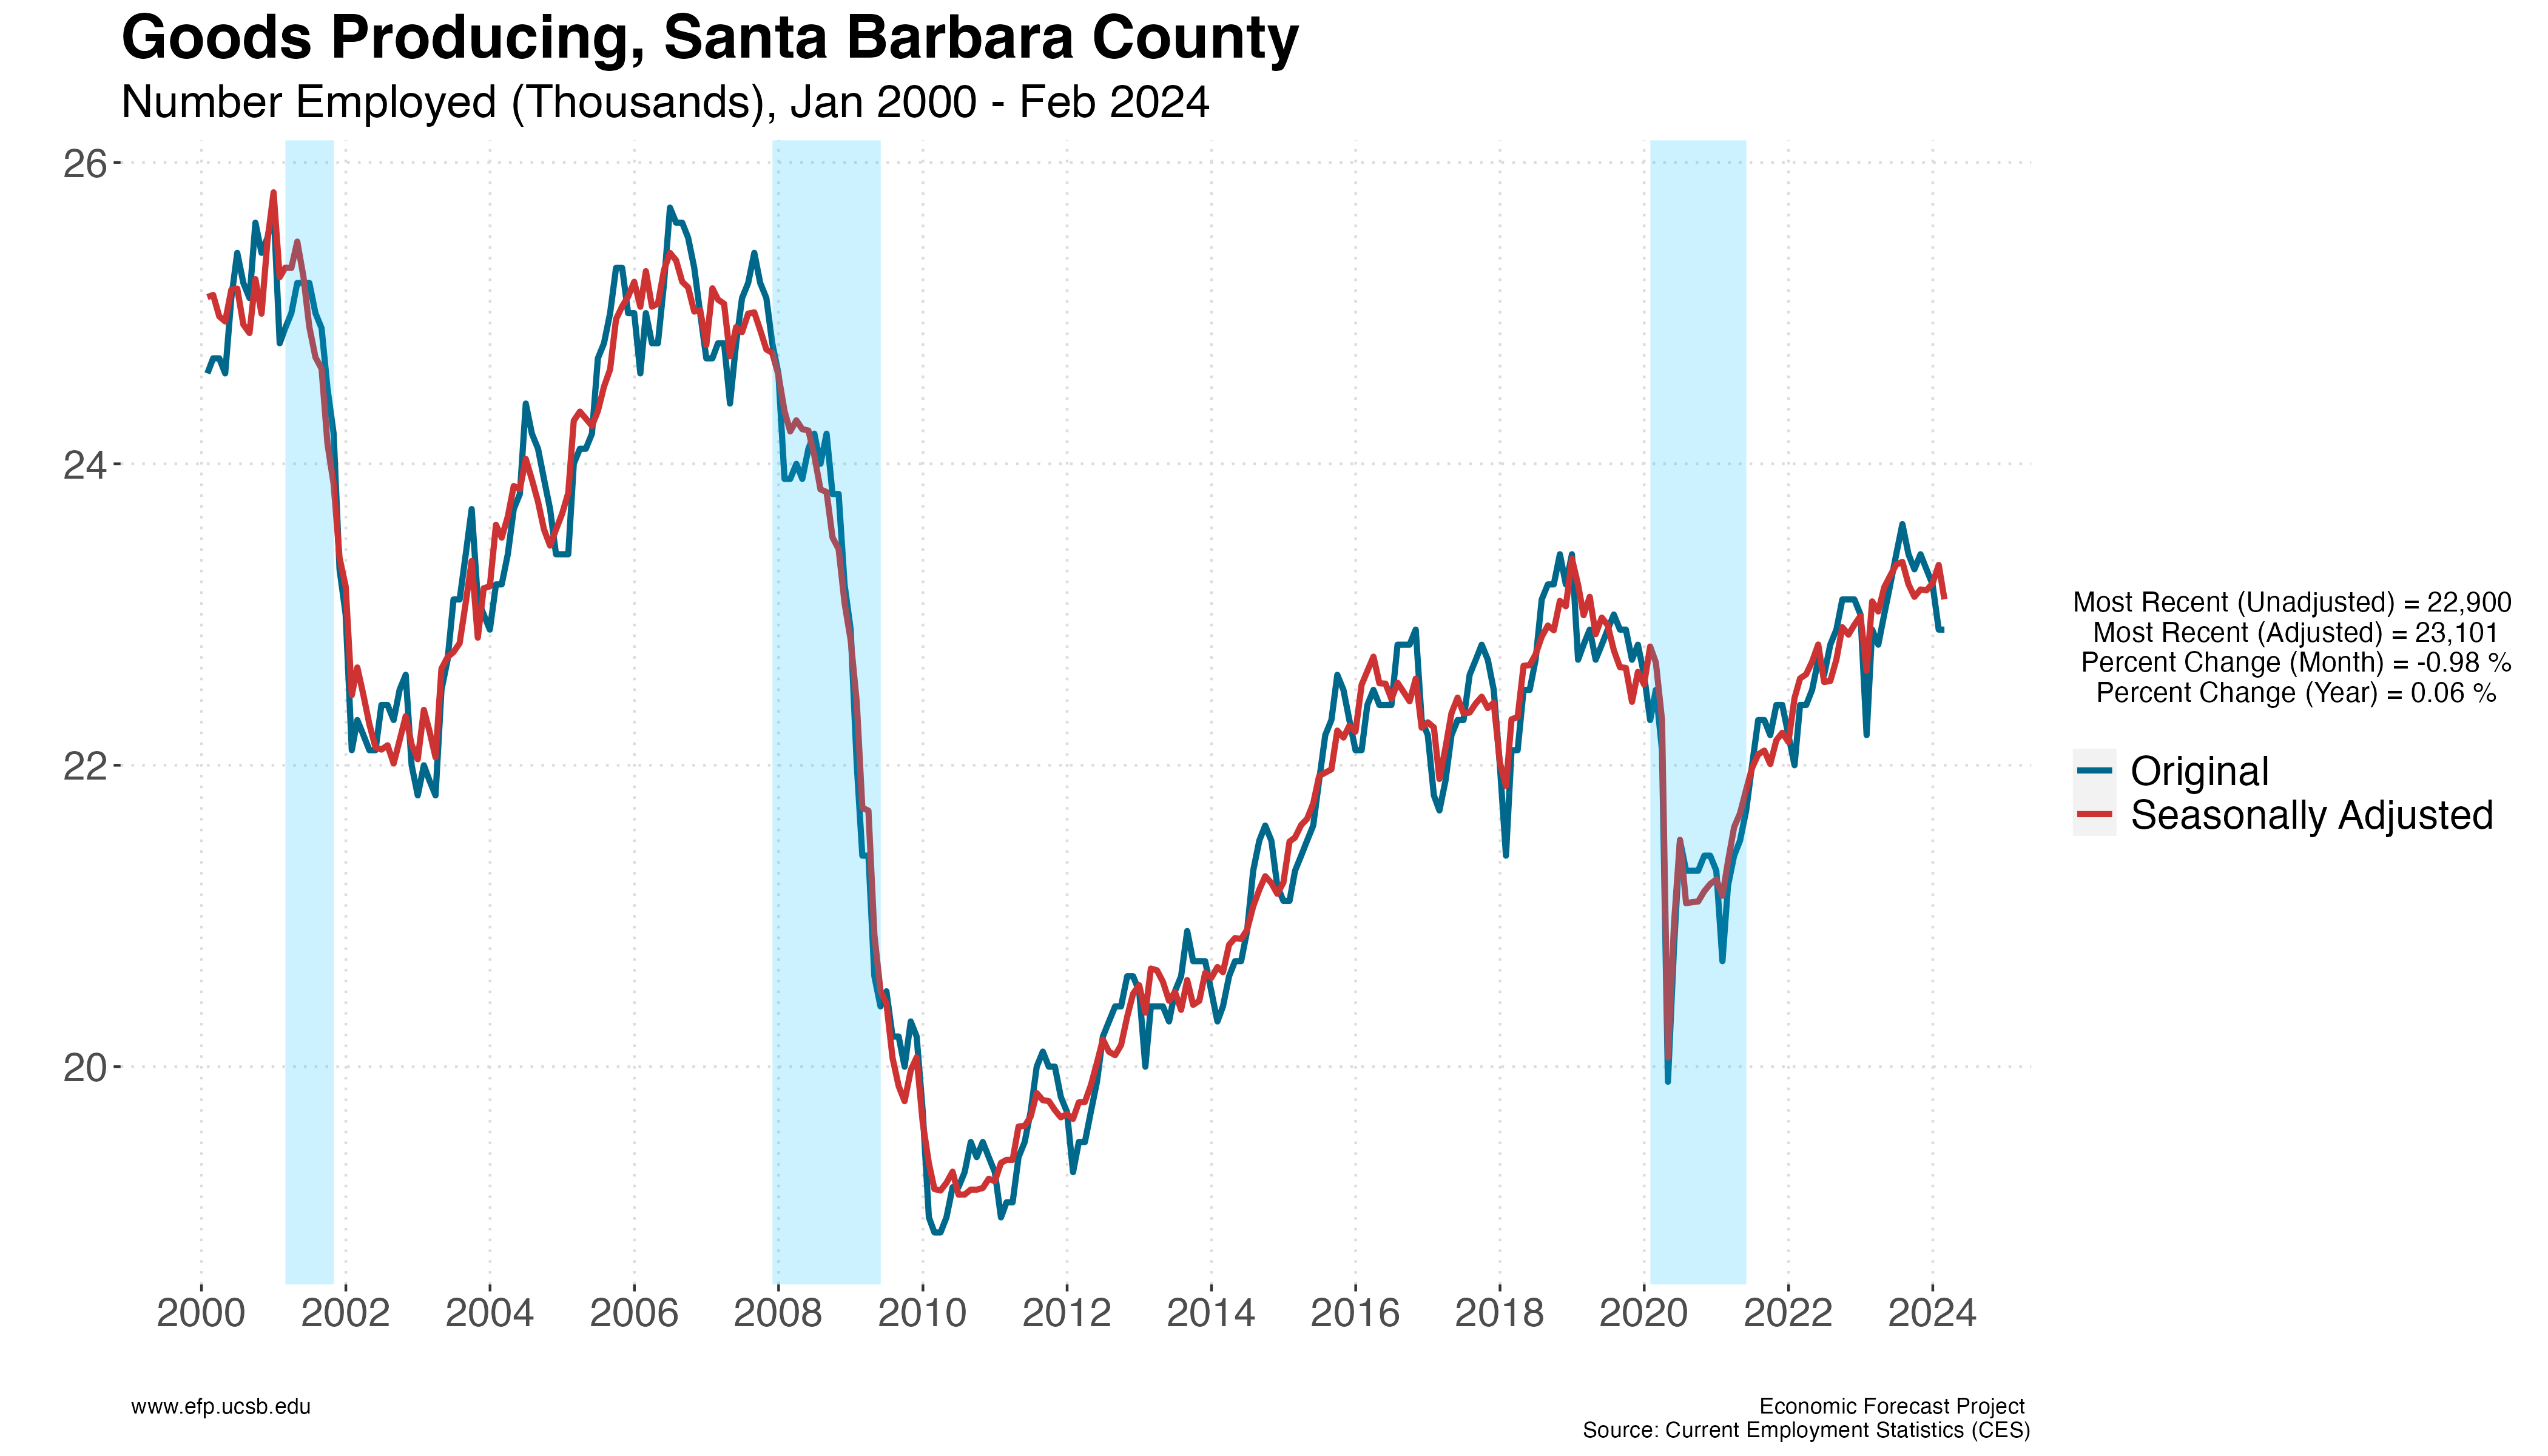 Goods Producing, Santa Barbara County
Number Employed (Thousands), Jan 2000 - Feb 2024
26
24
22
20
2000 2002 2004 2006 2008 2010 2012 2014 2016 2018 2020 2022 2024
Most Recent (Unadjusted) = 22,900
Most Recent (Adjusted) = 23,101
Percent Change (Month) = -0.98 %
Percent Change (Year) = 0.06 %
Original
Seasonally Adjusted
www.efp.ucsb.edu
Economic Forecast Project
Source: Current Employment Statistics (CES)